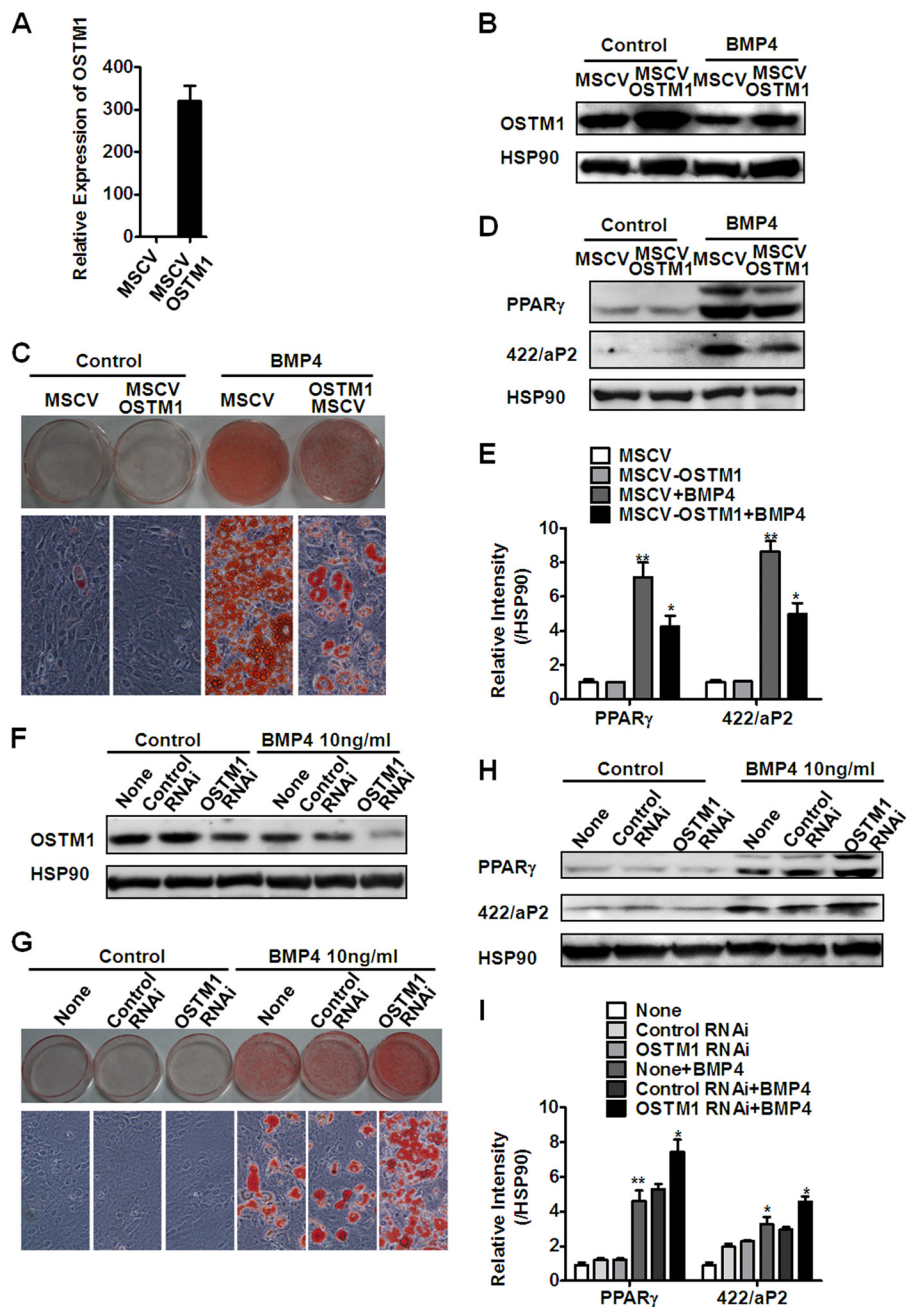 A
Relative Expression of OSTM1
400
300
200
100
0
MSCV
MSCV
OSTM1
B
Control
BMP4
MSCV
MSCV
OSTM1
MSCV
MSCV
OSTM1
OSTM1
HSP90
C
Control
BMP4
MSCV
MSCV
OSTM1
MSCV
OSTM1
MSCV
D
Control
BMP4
MSCV
MSCV
OSTM1
MSCV
MSCV
OSTM1
PPARγ
422/aP2
HSP90
E
MSCV
MSCV-OSTM1
MSCV+BMP4
MSCV-OSTM1+BMP4
Relative Intensity
(/HSP90)
10
8
6
4
2
0
**
*
**
*
PPARγ
422/aP2
F
Control
BMP4 10ng/ml
None
Control
RNAi
OSTM1
RNAi
None
Control
RNAi
OSTM1
RNAi
OSTM1
HSP90
G
Control
BMP4 10ng/ml
None
Control
RNAi
OSTM1
RNAi
None
Control
RNAi
OSTM1
RNAi
H
Control
BMP4 10ng/ml
None
Control
RNAi
OSTM1
RNAi
None
Control
RNAi
OSTM1
RNAi
PPARγ
422/aP2
HSP90
I
None
Control RNAi
OSTM1 RNAi
None+BMP4
Control RNAi+BMP4
OSTM1 RNAi+BMP4
Relative Intensity
(/HSP90)
10
8
6
4
2
0
**
*
*
*
PPARγ
422/aP2